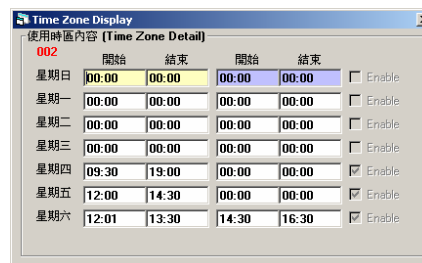 Time Zone Display
使用時區內容 (Time Zone Detail)
002
開始 結束 開始 結束
星期日 00:00 00:00 00:00 00:00 Enable
星期一 00:00 00:00 00:00 00:00 Enable
星期二 00:00 00:00 00:00 00:00 Enable
星期三 00:00 00:00 00:00 00:00 Enable
星期四 09:30 19:00 00:00 00:00 Enable
星期五 12:00 14:30 00:00 00:00 Enable
星期六 12:01 13:30 14:30 16:30 Enable